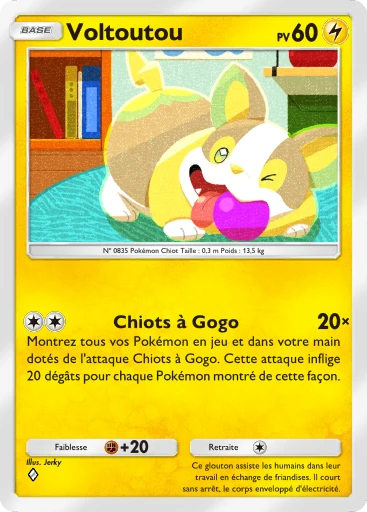 BASE Voltoutou PV 60
N° 0835 Pokémon Chiot Taille : 0,3 m Poids : 13,5 kg
Chiots à Gogo 20×
Montrez tous vos Pokémon en jeu et dans votre main
dotés de l'attaque Chiots à Gogo. Cette attaque inflige
20 dégâts pour chaque Pokémon montré de cette façon.
Faiblesse +20 Retraite
Illus. Jerky
Ce glouton assiste les humains dans leur
travail en échange de friandises. Il court
sans arrêt, le corps enveloppé d'électricité.